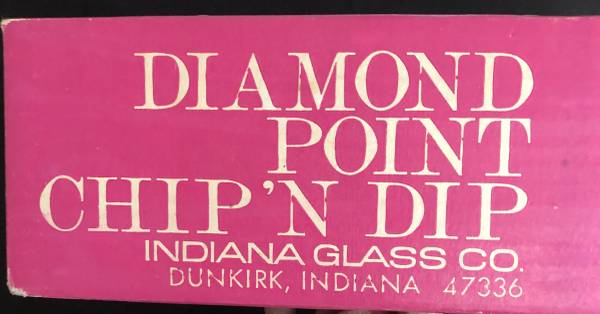 DIAMOND
POINT
CHIP'N DIP
INDIANA GLASS CO.
DUNKIRK, INDIANA 47336